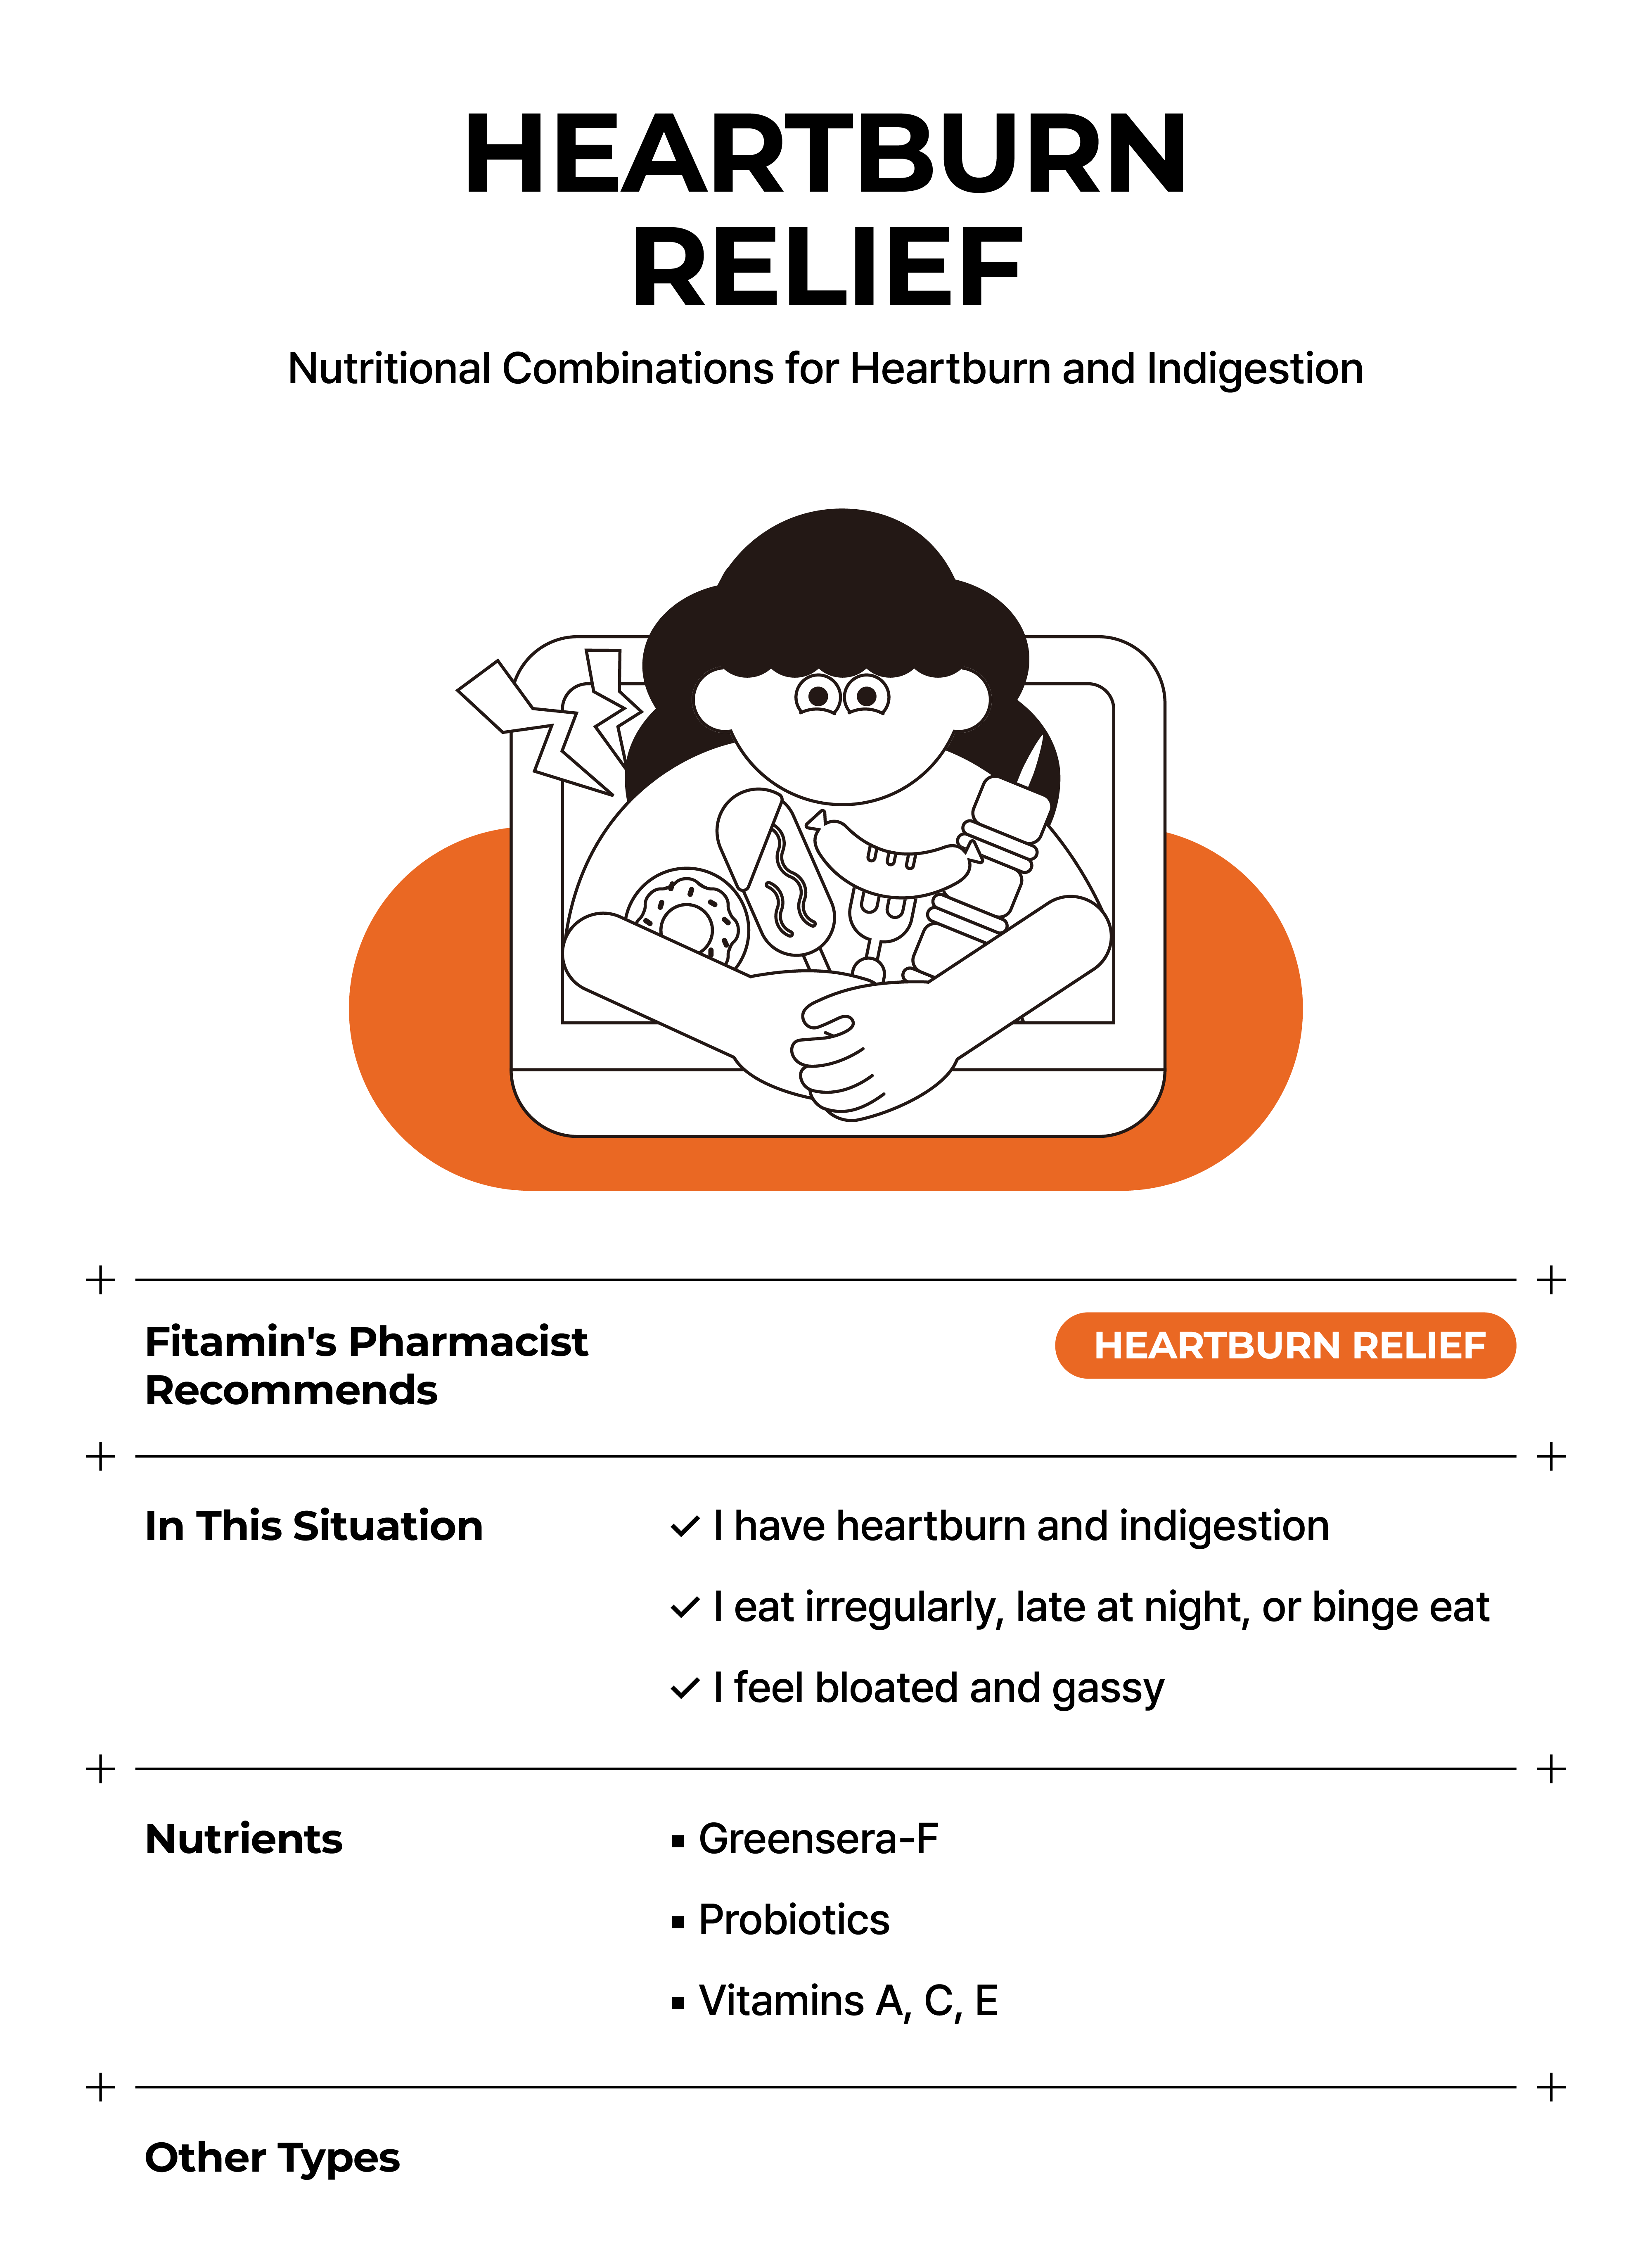 HEARTBURN
RELIEF
Nutritional Combinations for Heartburn and Indigestion
Fitamin's Pharmacist
Recommends
HEARTBURN RELIEF
In This Situation
I have heartburn and indigestion
I eat irregularly, late at night, or binge eat
I feel bloated and gassy
Nutrients
▪ Greensera-F
▪ Probiotics
▪ Vitamins A, C, E
Other Types